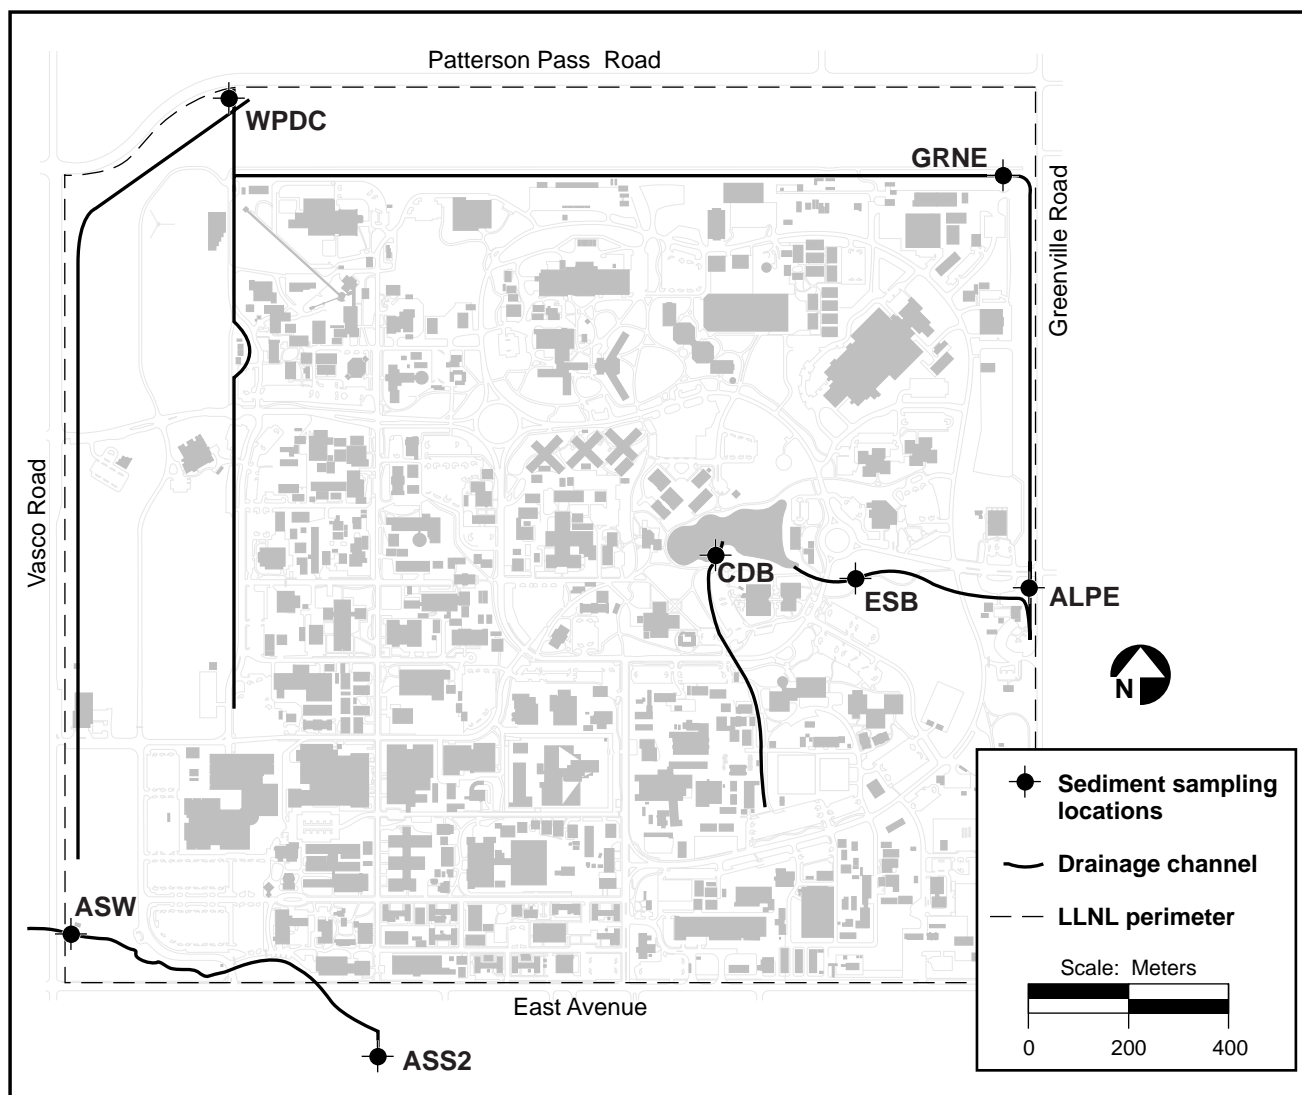 Patterson Pass Road
WPDC
GRNE
Greenville Road
Vasco Road
CDB
ESB
ALPE
N
Sediment sampling
locations
Drainage channel
LLNL perimeter
Scale: Meters
0 200 400
ASW
East Avenue
ASS2